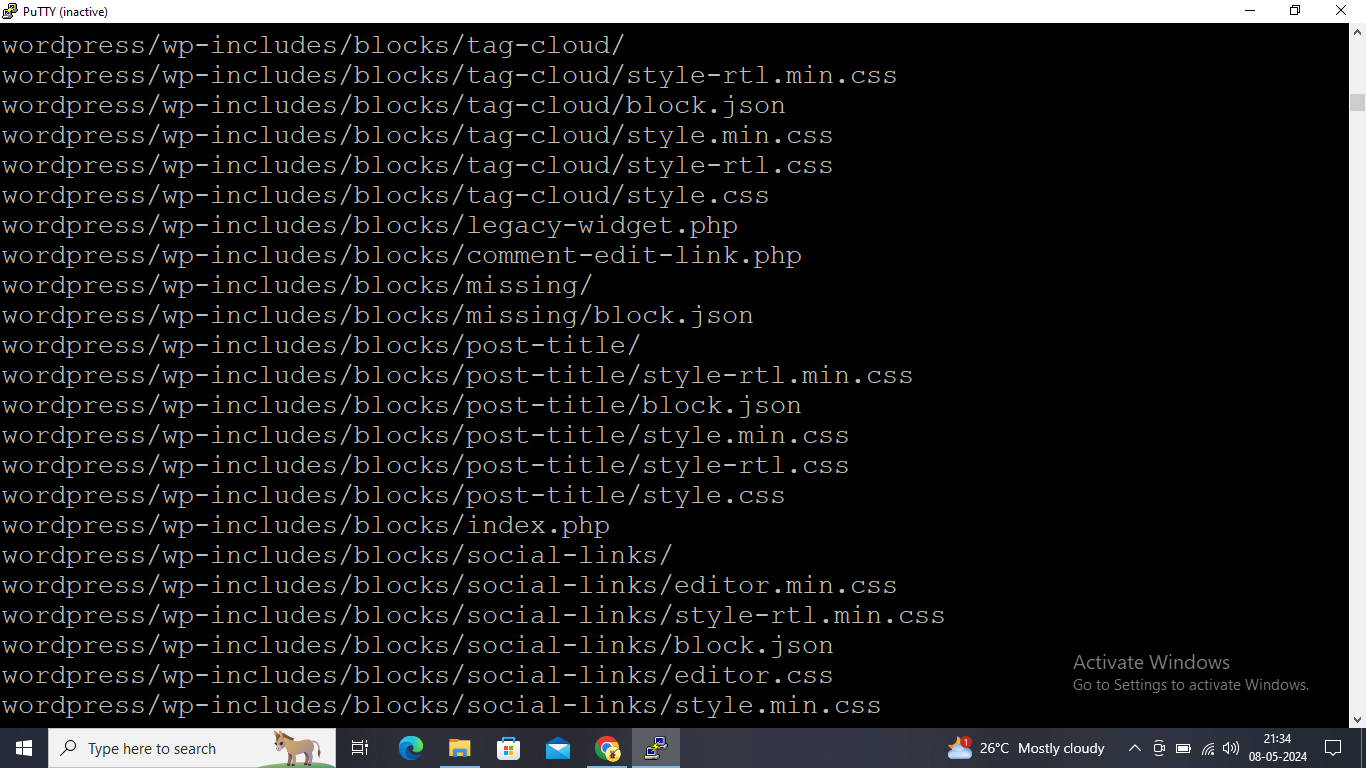 PuTTY (inactive)
wordpress/wp-includes/blocks/tag-cloud/
wordpress/wp-includes/blocks/tag-cloud/style-rtl.min.css
wordpress/wp-includes/blocks/tag-cloud/block.json
wordpress/wp-includes/blocks/tag-cloud/style.min.css
wordpress/wp-includes/blocks/tag-cloud/style-rtl.css
wordpress/wp-includes/blocks/tag-cloud/style.css
wordpress/wp-includes/blocks/legacy-widget.php
wordpress/wp-includes/blocks/comment-edit-link.php
wordpress/wp-includes/blocks/missing/
wordpress/wp-includes/blocks/missing/block.json
wordpress/wp-includes/blocks/post-title/
wordpress/wp-includes/blocks/post-title/style-rtl.min.css
wordpress/wp-includes/blocks/post-title/block.json
wordpress/wp-includes/blocks/post-title/style.min.css
wordpress/wp-includes/blocks/post-title/style-rtl.css
wordpress/wp-includes/blocks/post-title/style.css
wordpress/wp-includes/blocks/index.php
wordpress/wp-includes/blocks/social-links/
wordpress/wp-includes/blocks/social-links/editor.min.css
wordpress/wp-includes/blocks/social-links/style-rtl.min.css
wordpress/wp-includes/blocks/social-links/block.json
wordpress/wp-includes/blocks/social-links/editor.css
wordpress/wp-includes/blocks/social-links/style.min.css
Activate Windows
Go to Settings to activate Windows.
Type here to search
1
26°C Mostly cloudy
21:34
08-05-2024